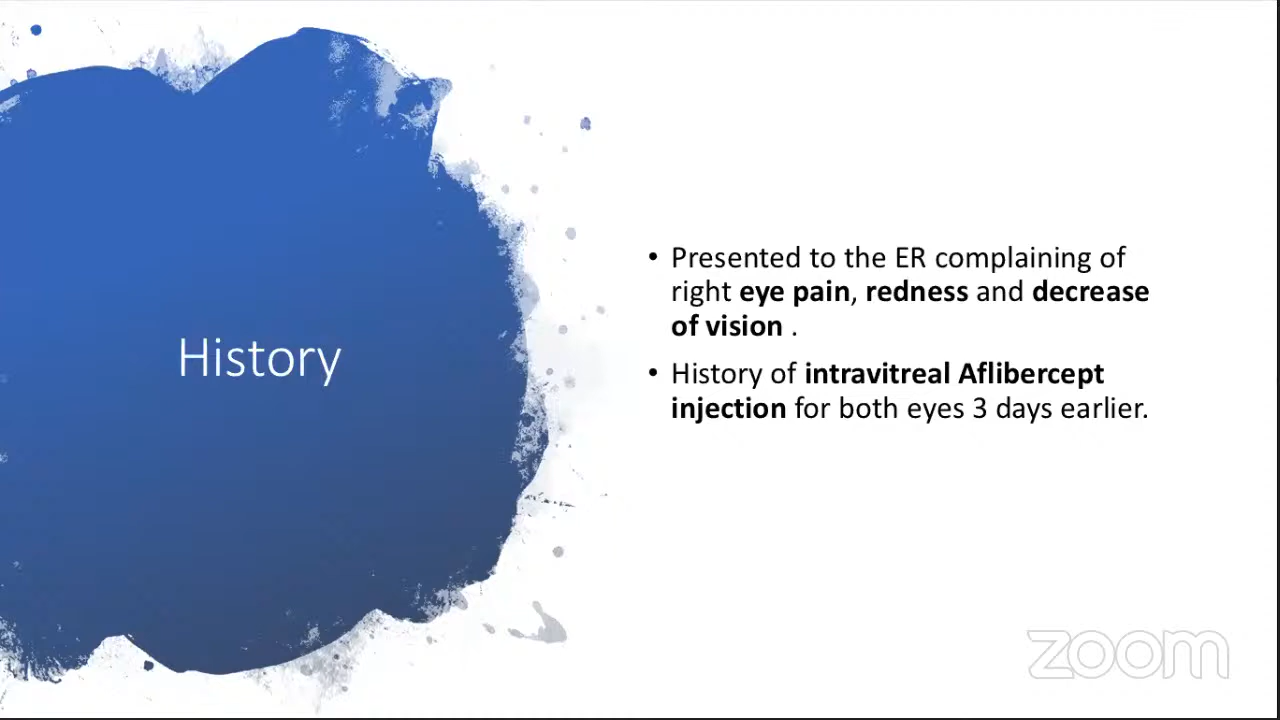 History
• Presented to the ER complaining of
right eye pain, redness and decrease
of vision .
• History of intravitreal Aflibercept
injection for both eyes 3 days earlier.
zoom